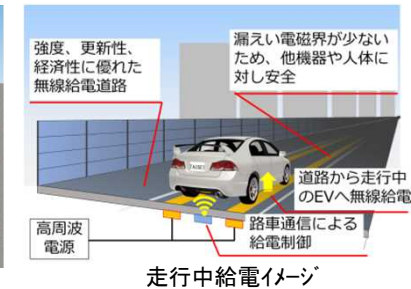 強度、更新性、
経済性に優れた
無線給電道路
漏えい電磁界が少ない
ため、他機器や人体に
対し安全
道路から走行中
のEVへ無線給電
路車通信による
給電制御
高周波
電源
走行中給電ｲﾒｰｼﾞ